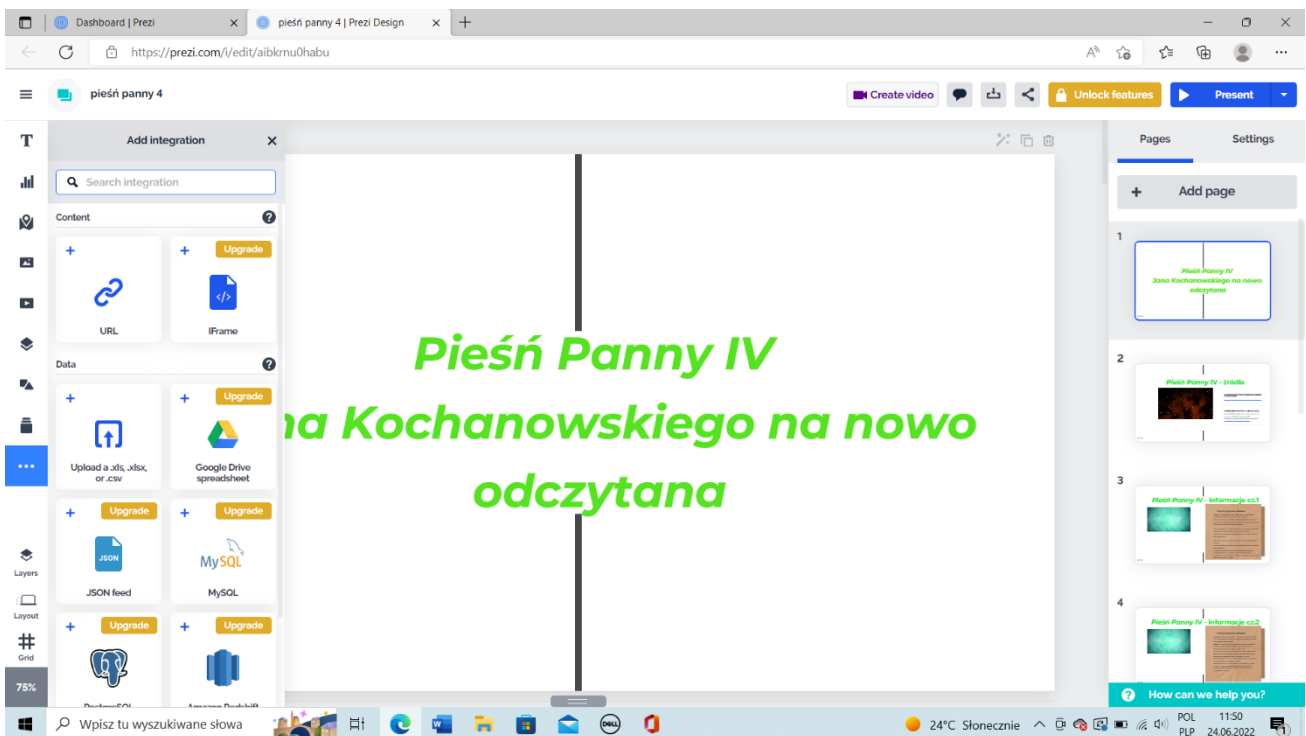 Dashboard | Prezi
pieśń panny 4 | Prezi Design
https://prezi.com/i/edit/aibkrnu0habu
pieśń panny 4
Create video
Unlock features
Present
Add integration
Search integration
Content
Upgrade
URL
IFrame
Data
Upgrade
Upload a .xls, .xlsx,
or .csv
Google Drive
spreadsheet
Upgrade
Upgrade
JSON
MySQL
JSON feed
MySQL
Upgrade
Upgrade
PostgreSQL
Amazon Redshift
Layers
Layout
Grid
75%
Pieśń Panny IV
na Kochanowskiego na nowo
odczytana
Pages
Settings
Add page
1
Pieśń Panny IV
Jana Kochanowskiego na nowo
odczytana
2
Pieśń Panny IV - źródła
3
Pieśń Panny IV - informacje cz.1
4
Pieśń Panny IV - informacje cz.2
How can we help you?
Wpisz tu wyszukiwane słowa
DELL
24°C Słonecznie
POL
PLP
11:50
24.06.2022
1